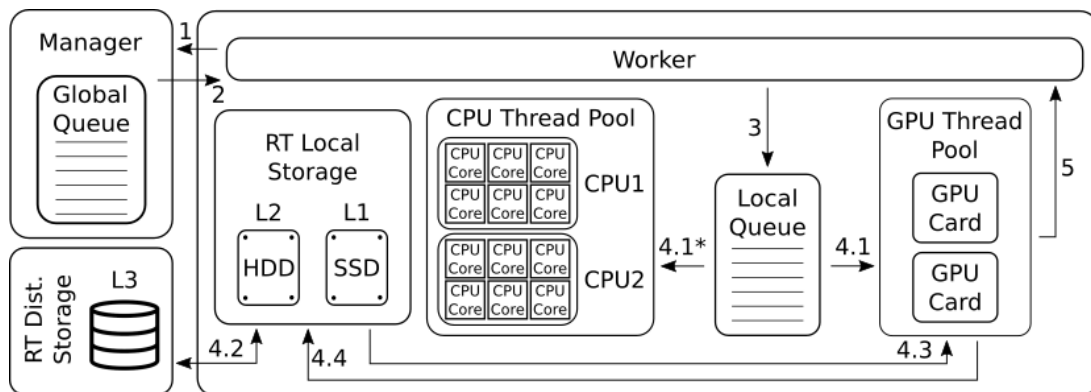 Manager
Global
Queue
1
2
Worker
RT Local
Storage
L2
L1
HDD
SSD
CPU Thread Pool
CPU CPU CPU
Core Core Core
CPU CPU CPU
Core Core Core
CPU1
CPU CPU CPU
Core Core Core
CPU CPU CPU
Core Core Core
CPU2
3
Local
Queue
4.1*
4.1
GPU Thread
Pool
GPU
Card
GPU
Card
5
RT Dist.
Storage
L3
4.2
4.4
4.3